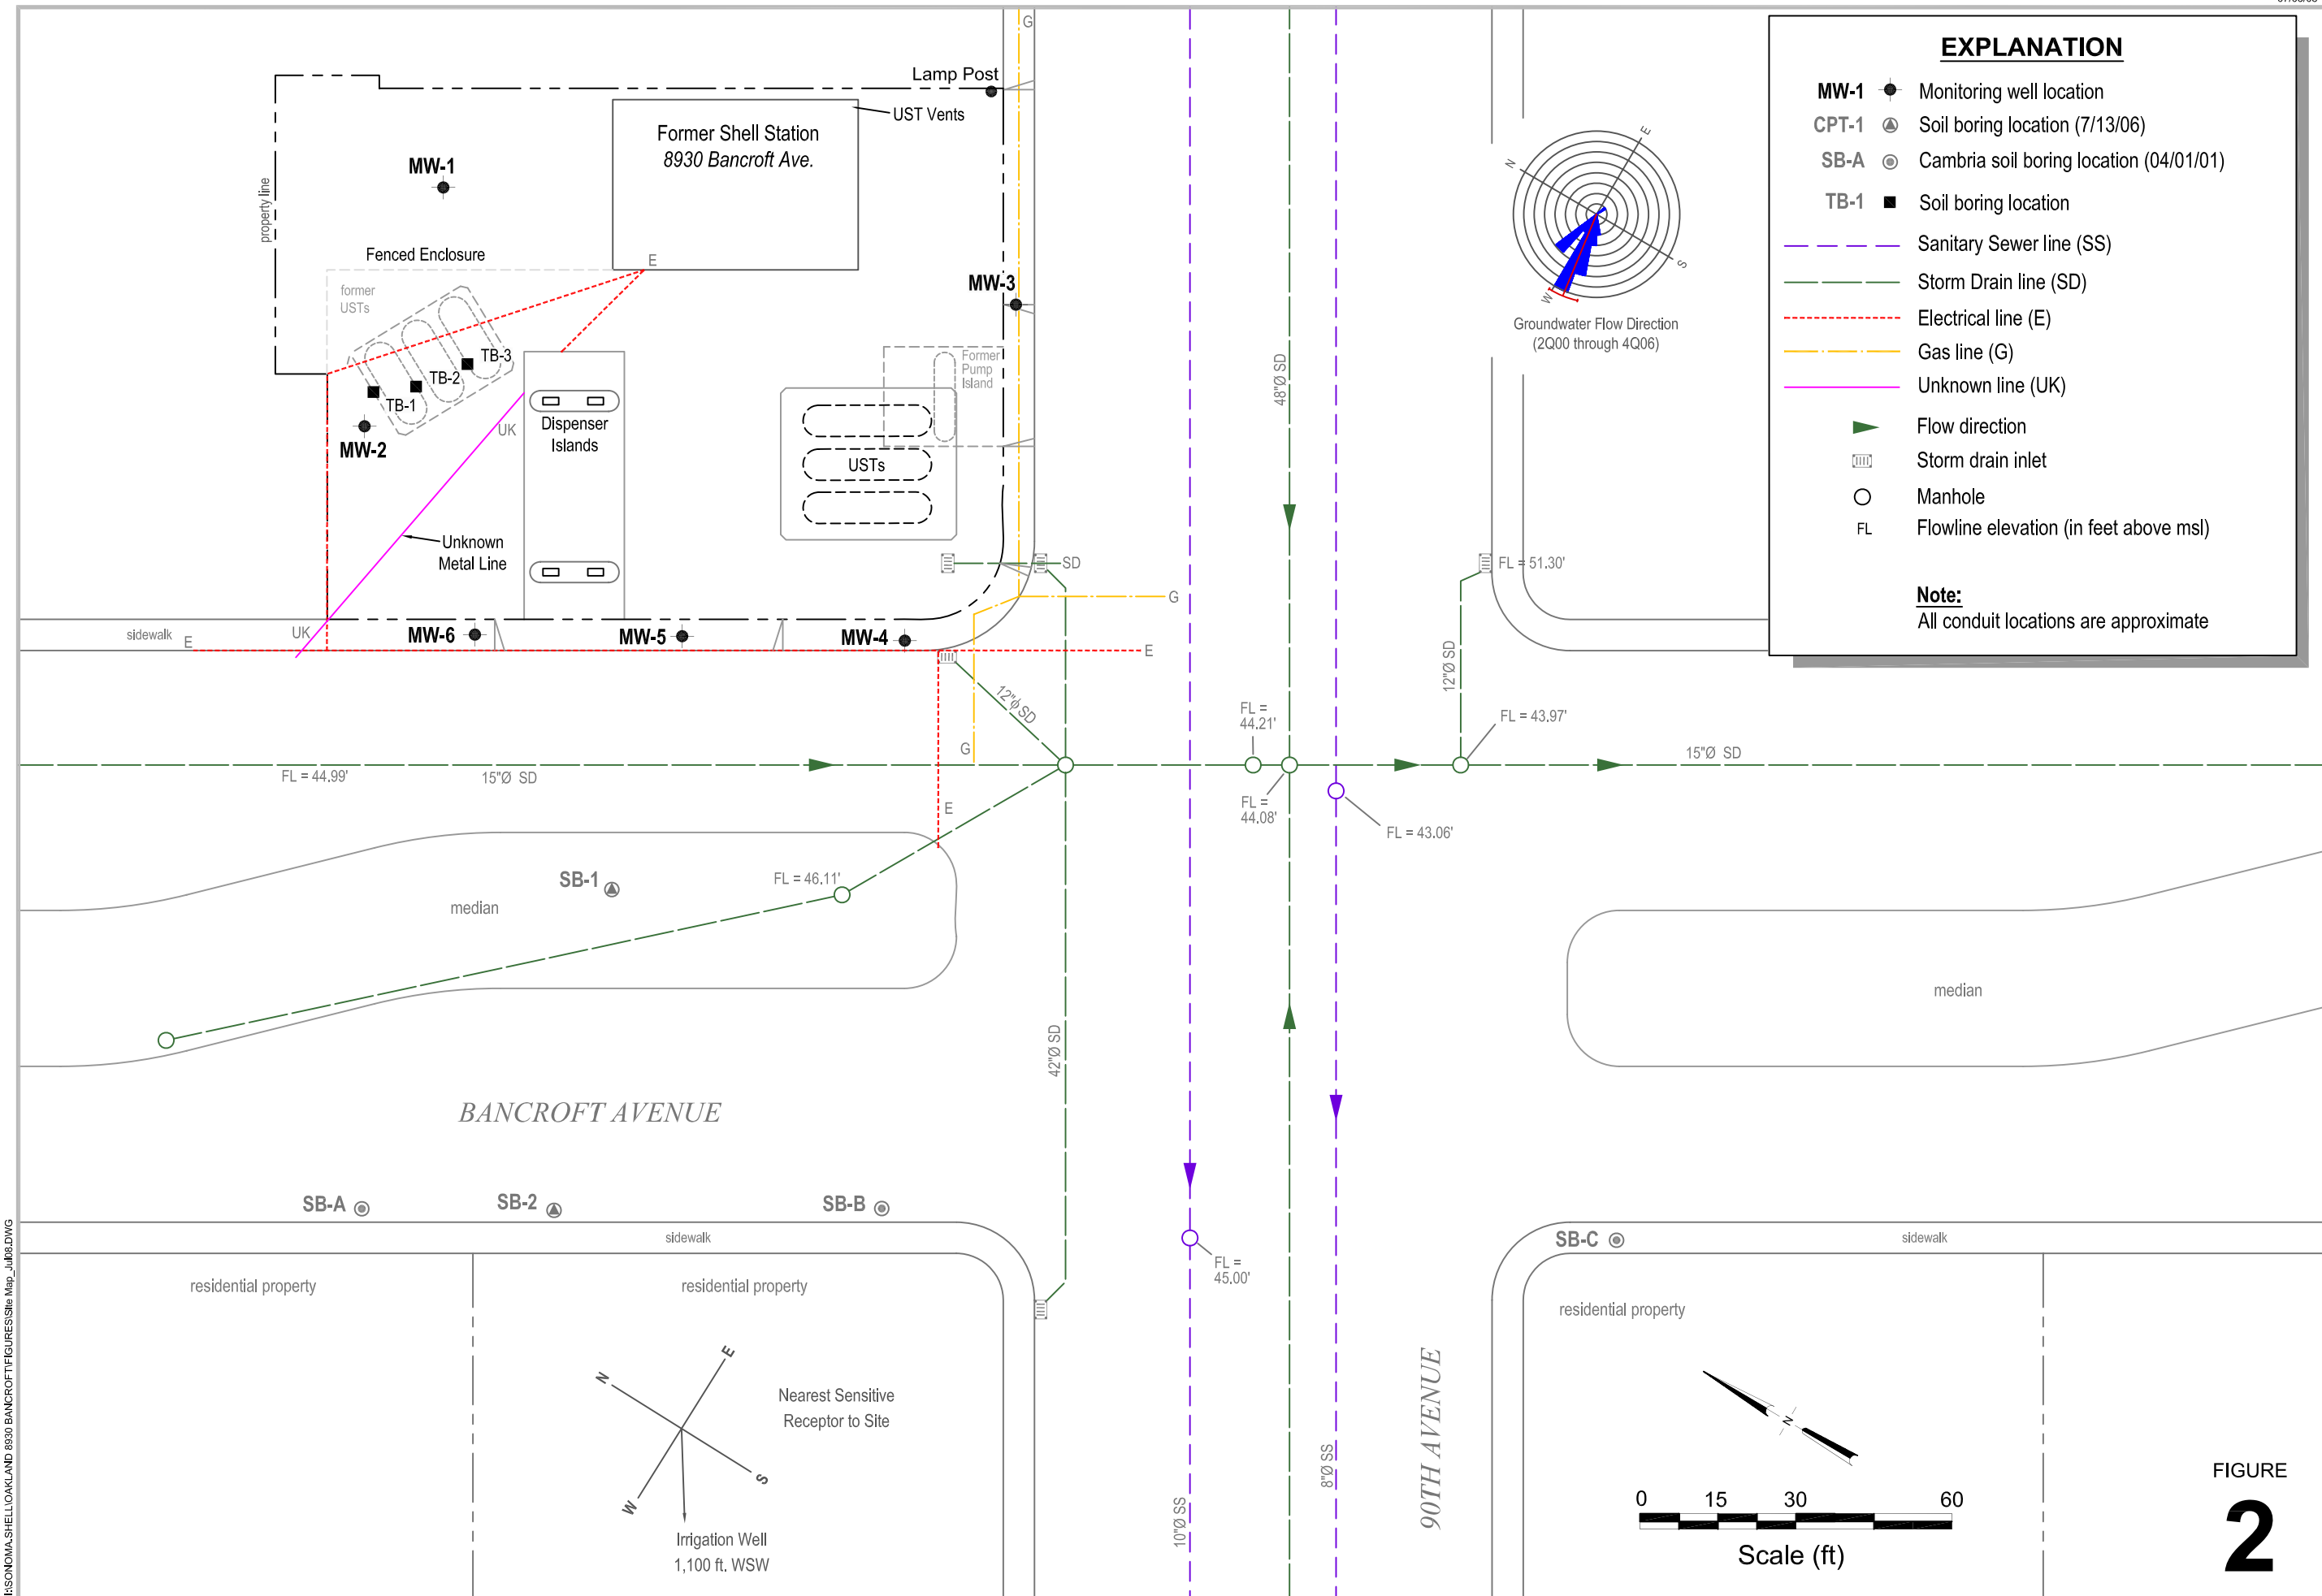 EXPLANATION
MW-1 Monitoring well location
CPT-1 Soil boring location (7/13/06)
SB-A Cambria soil boring location (04/01/01)
TB-1 Soil boring location
Sanitary Sewer line (SS)
Storm Drain line (SD)
Electrical line (E)
Gas line (G)
Unknown line (UK)
Flow direction
Storm drain inlet
Manhole
FL Flowline elevation (in feet above msl)
Note:
All conduit locations are approximate
G
Lamp Post
UST Vents
Former Shell Station
8930 Bancroft Ave.
MW-1
property line
Fenced Enclosure
E
former
USTs
MW-3
TB-3
TB-2
TB-1
MW-2
UK
Dispenser
Islands
Former
Pump
Island
USTs
Unknown
Metal Line
SD
G
sidewalk
E
UK
MW-6
MW-5
MW-4
E
12"ϕ SD
G
E
N
E
S
W
Groundwater Flow Direction
(2Q00 through 4Q06)
48"Ø SD
FL = 51.30'
12"Ø SD
FL =
44.21'
FL = 43.97'
15"Ø SD
FL = 44.99'
15"Ø SD
FL =
44.08'
FL = 43.06'
SB-1
FL = 46.11'
median
median
42"Ø SD
BANCROFT AVENUE
SB-A
SB-2
SB-B
sidewalk
SB-C
sidewalk
FL =
45.00'
residential property
residential property
residential property
N
E
S
W
Nearest Sensitive
Receptor to Site
Irrigation Well
1,100 ft. WSW
10"Ø SS
8"Ø SS
90TH AVENUE
N
0 15 30 60
Scale (ft)
FIGURE
2
I:\SONOMA.SHELL\OAKLAND 8930 BANCROFT\FIGURES\Site Map_Jul08.DWG